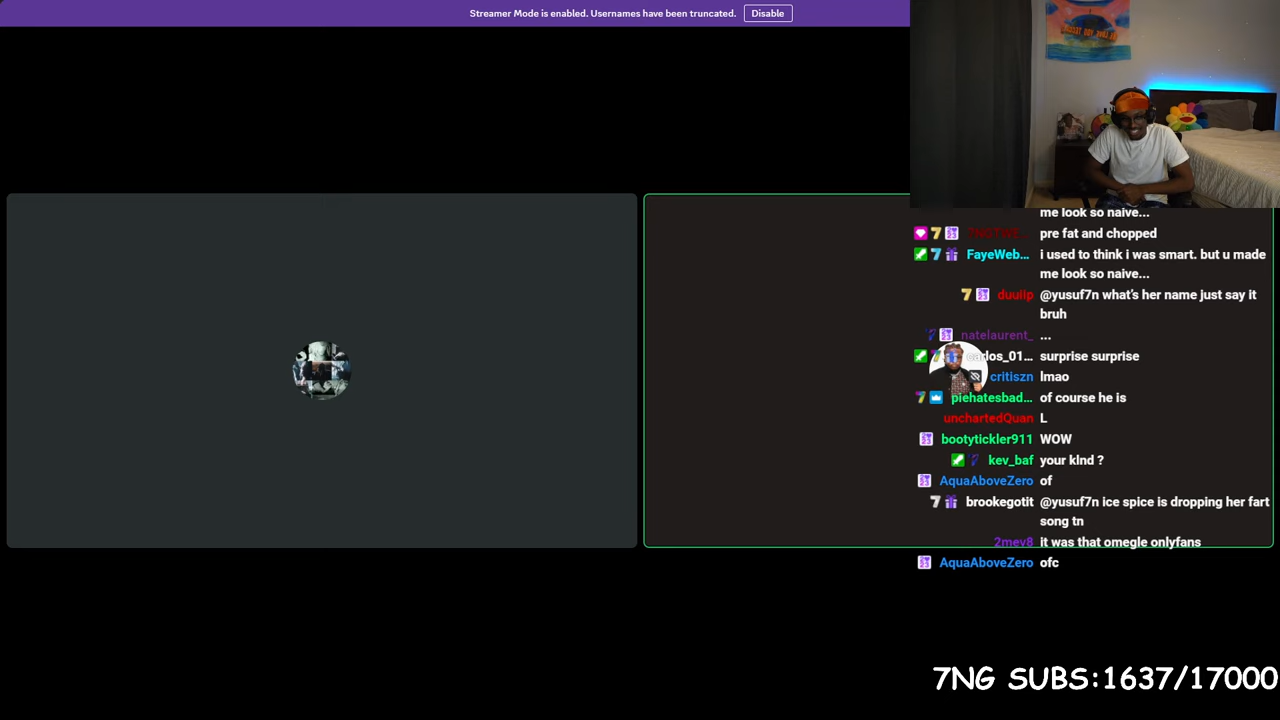 Streamer Mode is enabled. Usernames have been truncated. Disable
me look so naive...
pre fat and chopped
FayeWeb... i used to think i was smart. but u made
me look so naive...
duulip @yusuf7n what's her name just say it
bruh
natelaurent_ ...
carlos_01... surprise surprise
critiszn lmao
piehatesbad... of course he is
unchartedQuan L
bootytickler911 WOW
kev_baf your kInd ?
AquaAboveZero of
brookegotit @yusuf7n ice spice is dropping her fart
song tn
2mev8 it was that omegle onlyfans
AquaAboveZero ofc
7NG SUBS:1637/17000